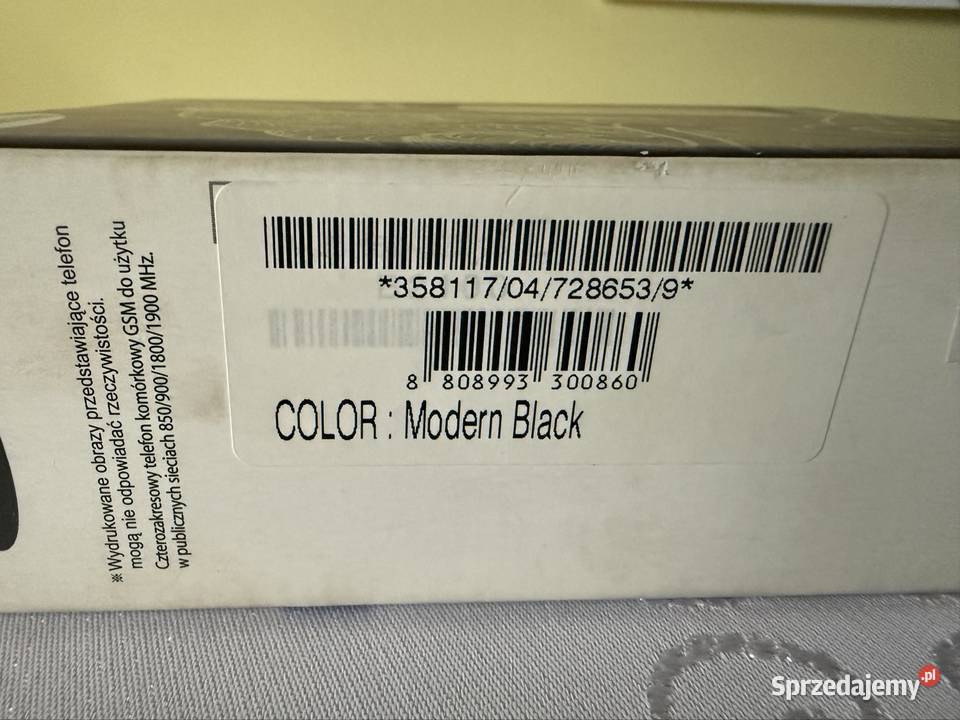 *358117/04/728653/9*
8 808993 300860
COLOR : Modern Black
※Wydrukowane obrazy przedstawiające telefon
mogą nie odpowiadać rzeczywistości.
Czterozakresowy telefon komórkowy GSM do użytku
w publicznych sieciach 850/900/1800/1900 MHz.
Sprzedajemy.pl